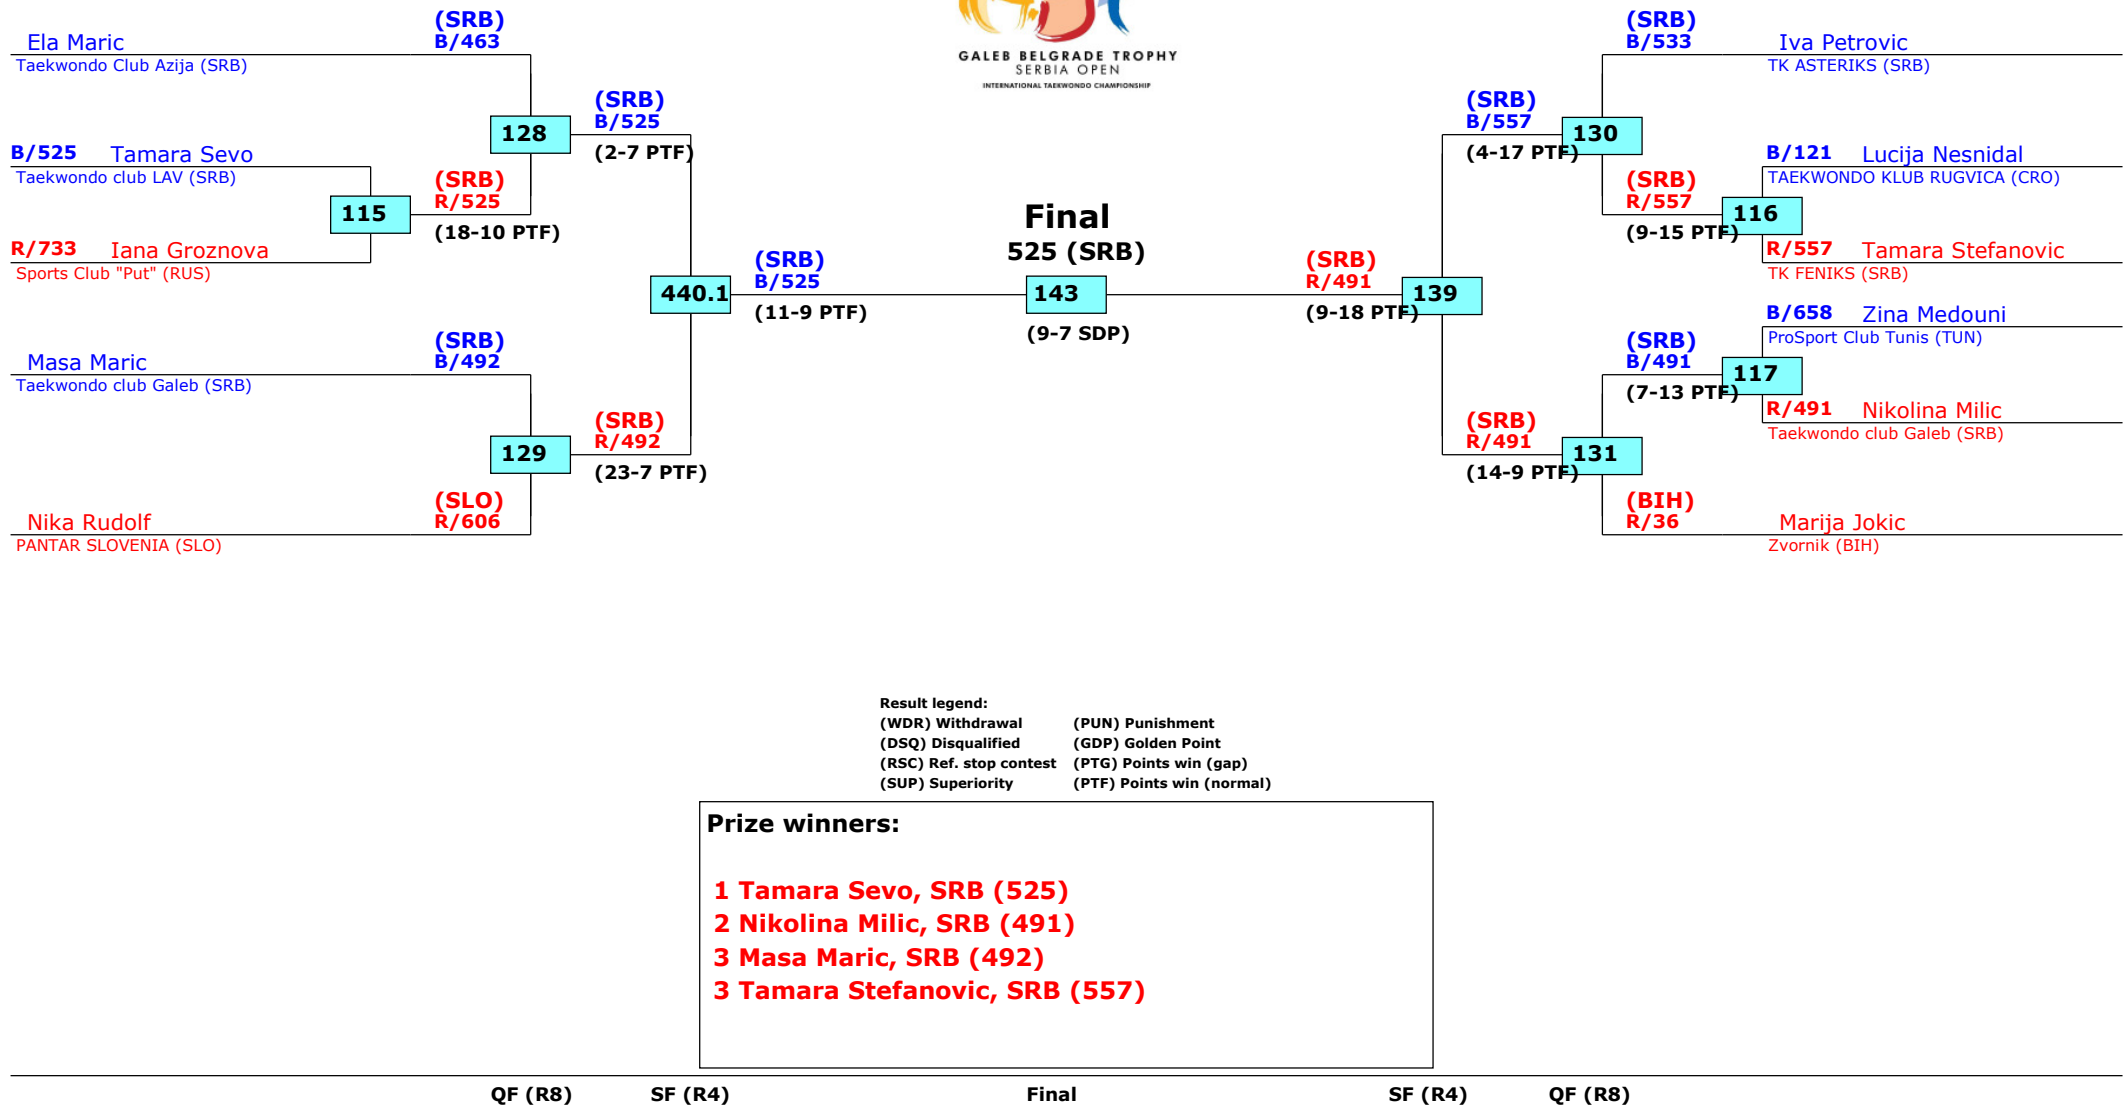 GALEB BELGRADE TROPHY
SERBIA OPEN
INTERNATIONAL TAEKWONDO CHAMPIONSHIP
Ela Maric
Taekwondo Club Azija (SRB)
(SRB)
B/463
B/525 Tamara Sevo
Taekwondo club LAV (SRB)
115
R/733 Iana Groznova
Sports Club "Put" (RUS)
(SRB)
R/525
(18-10 PTF)
128
(SRB)
B/525
(2-7 PTF)
Masa Maric
Taekwondo club Galeb (SRB)
(SRB)
B/492
129
Nika Rudolf
PANTAR SLOVENIA (SLO)
(SLO)
R/606
(SRB)
R/492
(23-7 PTF)
440.1
(SRB)
B/525
(11-9 PTF)
Final
525 (SRB)
143
(9-7 SDP)
(SRB)
R/491
(9-18 PTF)
139
(SRB)
B/557
(4-17 PTF)
130
(SRB)
B/533
Iva Petrovic
TK ASTERIKS (SRB)
(SRB)
R/557
(9-15 PTF)
116
B/121 Lucija Nesnidal
TAEKWONDO KLUB RUGVICA (CRO)
R/557 Tamara Stefanovic
TK FENIKS (SRB)
B/658 Zina Medouni
ProSport Club Tunis (TUN)
117
R/491 Nikolina Milic
Taekwondo club Galeb (SRB)
(SRB)
B/491
(7-13 PTF)
131
(SRB)
R/491
(14-9 PTF)
(BIH)
R/36
Marija Jokic
Zvornik (BIH)
Result legend:
(WDR) Withdrawal (PUN) Punishment
(DSQ) Disqualified (GDP) Golden Point
(RSC) Ref. stop contest (PTG) Points win (gap)
(SUP) Superiority (PTF) Points win (normal)
Prize winners:
1 Tamara Sevo, SRB (525)
2 Nikolina Milic, SRB (491)
3 Masa Maric, SRB (492)
3 Tamara Stefanovic, SRB (557)
QF (R8) SF (R4) Final SF (R4) QF (R8)